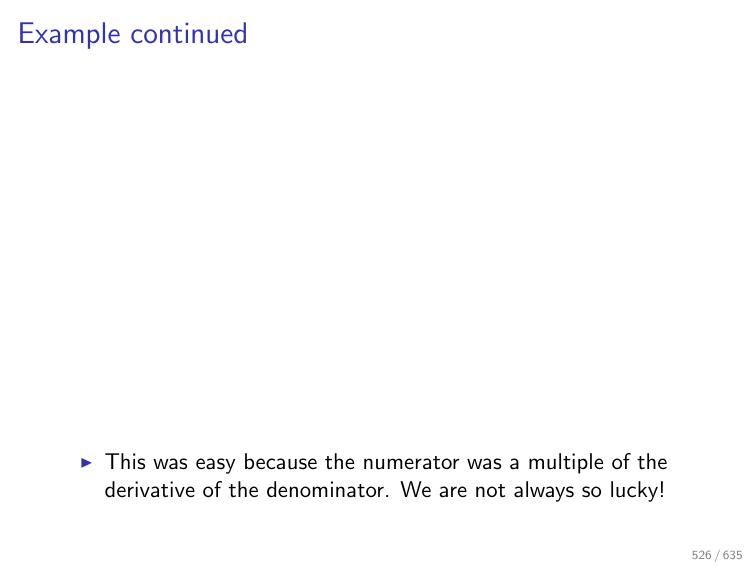 Example continued
▶ This was easy because the numerator was a multiple of the
derivative of the denominator. We are not always so lucky!
526 / 635